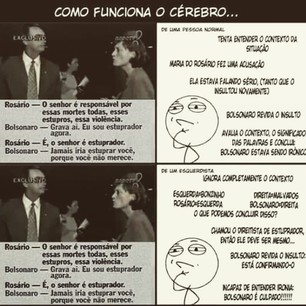 COMO FUNCIONA O CÉREBRO...
EXCLUSIVO
Rosário — O senhor é responsável por
essas mortes todas, esses
estupros, essa violência.
Bolsonaro — Grava aí. Eu sou estuprador
agora.
Rosário — É, o senhor é estuprador.
Bolsonaro — Jamais iria estuprar você,
porque você não merece.
DE UMA PESSOA NORMAL
TENTA ENTENDER O CONTEXTO DA
SITUAÇÃO
MARIA DO ROSÁRIO FEZ UMA ACUSAÇÃO
ELA ESTAVA FALANDO SÉRIO, (TANTO QUE O
INSULTOU NOVAMENTE)
BOLSONARO REVIDA O INSULTO
AVALIA O CONTEXTO, O SIGNIFICADO
DAS PALAVRAS E CONCLUI:
BOLSONARO ESTAVA SENDO IRÔNICO
EXCLUSIVO
Rosário — O senhor é responsável por
essas mortes todas, esses
estupros, essa violência.
Bolsonaro — Grava aí. Eu sou estuprador
agora.
Rosário — É, o senhor é estuprador.
Bolsonaro — Jamais iria estuprar você,
porque você não merece.
DE UM ESQUERDISTA
IGNORA COMPLETAMENTE O CONTEXTO
ESQUERDA=BONZINHO DIREITA=MALVADOS
ROSÁRIO=ESQUERDA BOLSONARO=DIREITA
O QUE PODEMOS CONCLUIR DISSO?
CHAMOU O DIREITISTA DE ESTUPRADOR,
ENTÃO ELE DEVE SER MESMO...
BOLSONARO REVIDA O INSULTO:
ESTÁ CONFIRMANDO-O
INCAPAZ DE ENTENDER IRONIA:
BOLSONARO É CULPADO!!!!!!